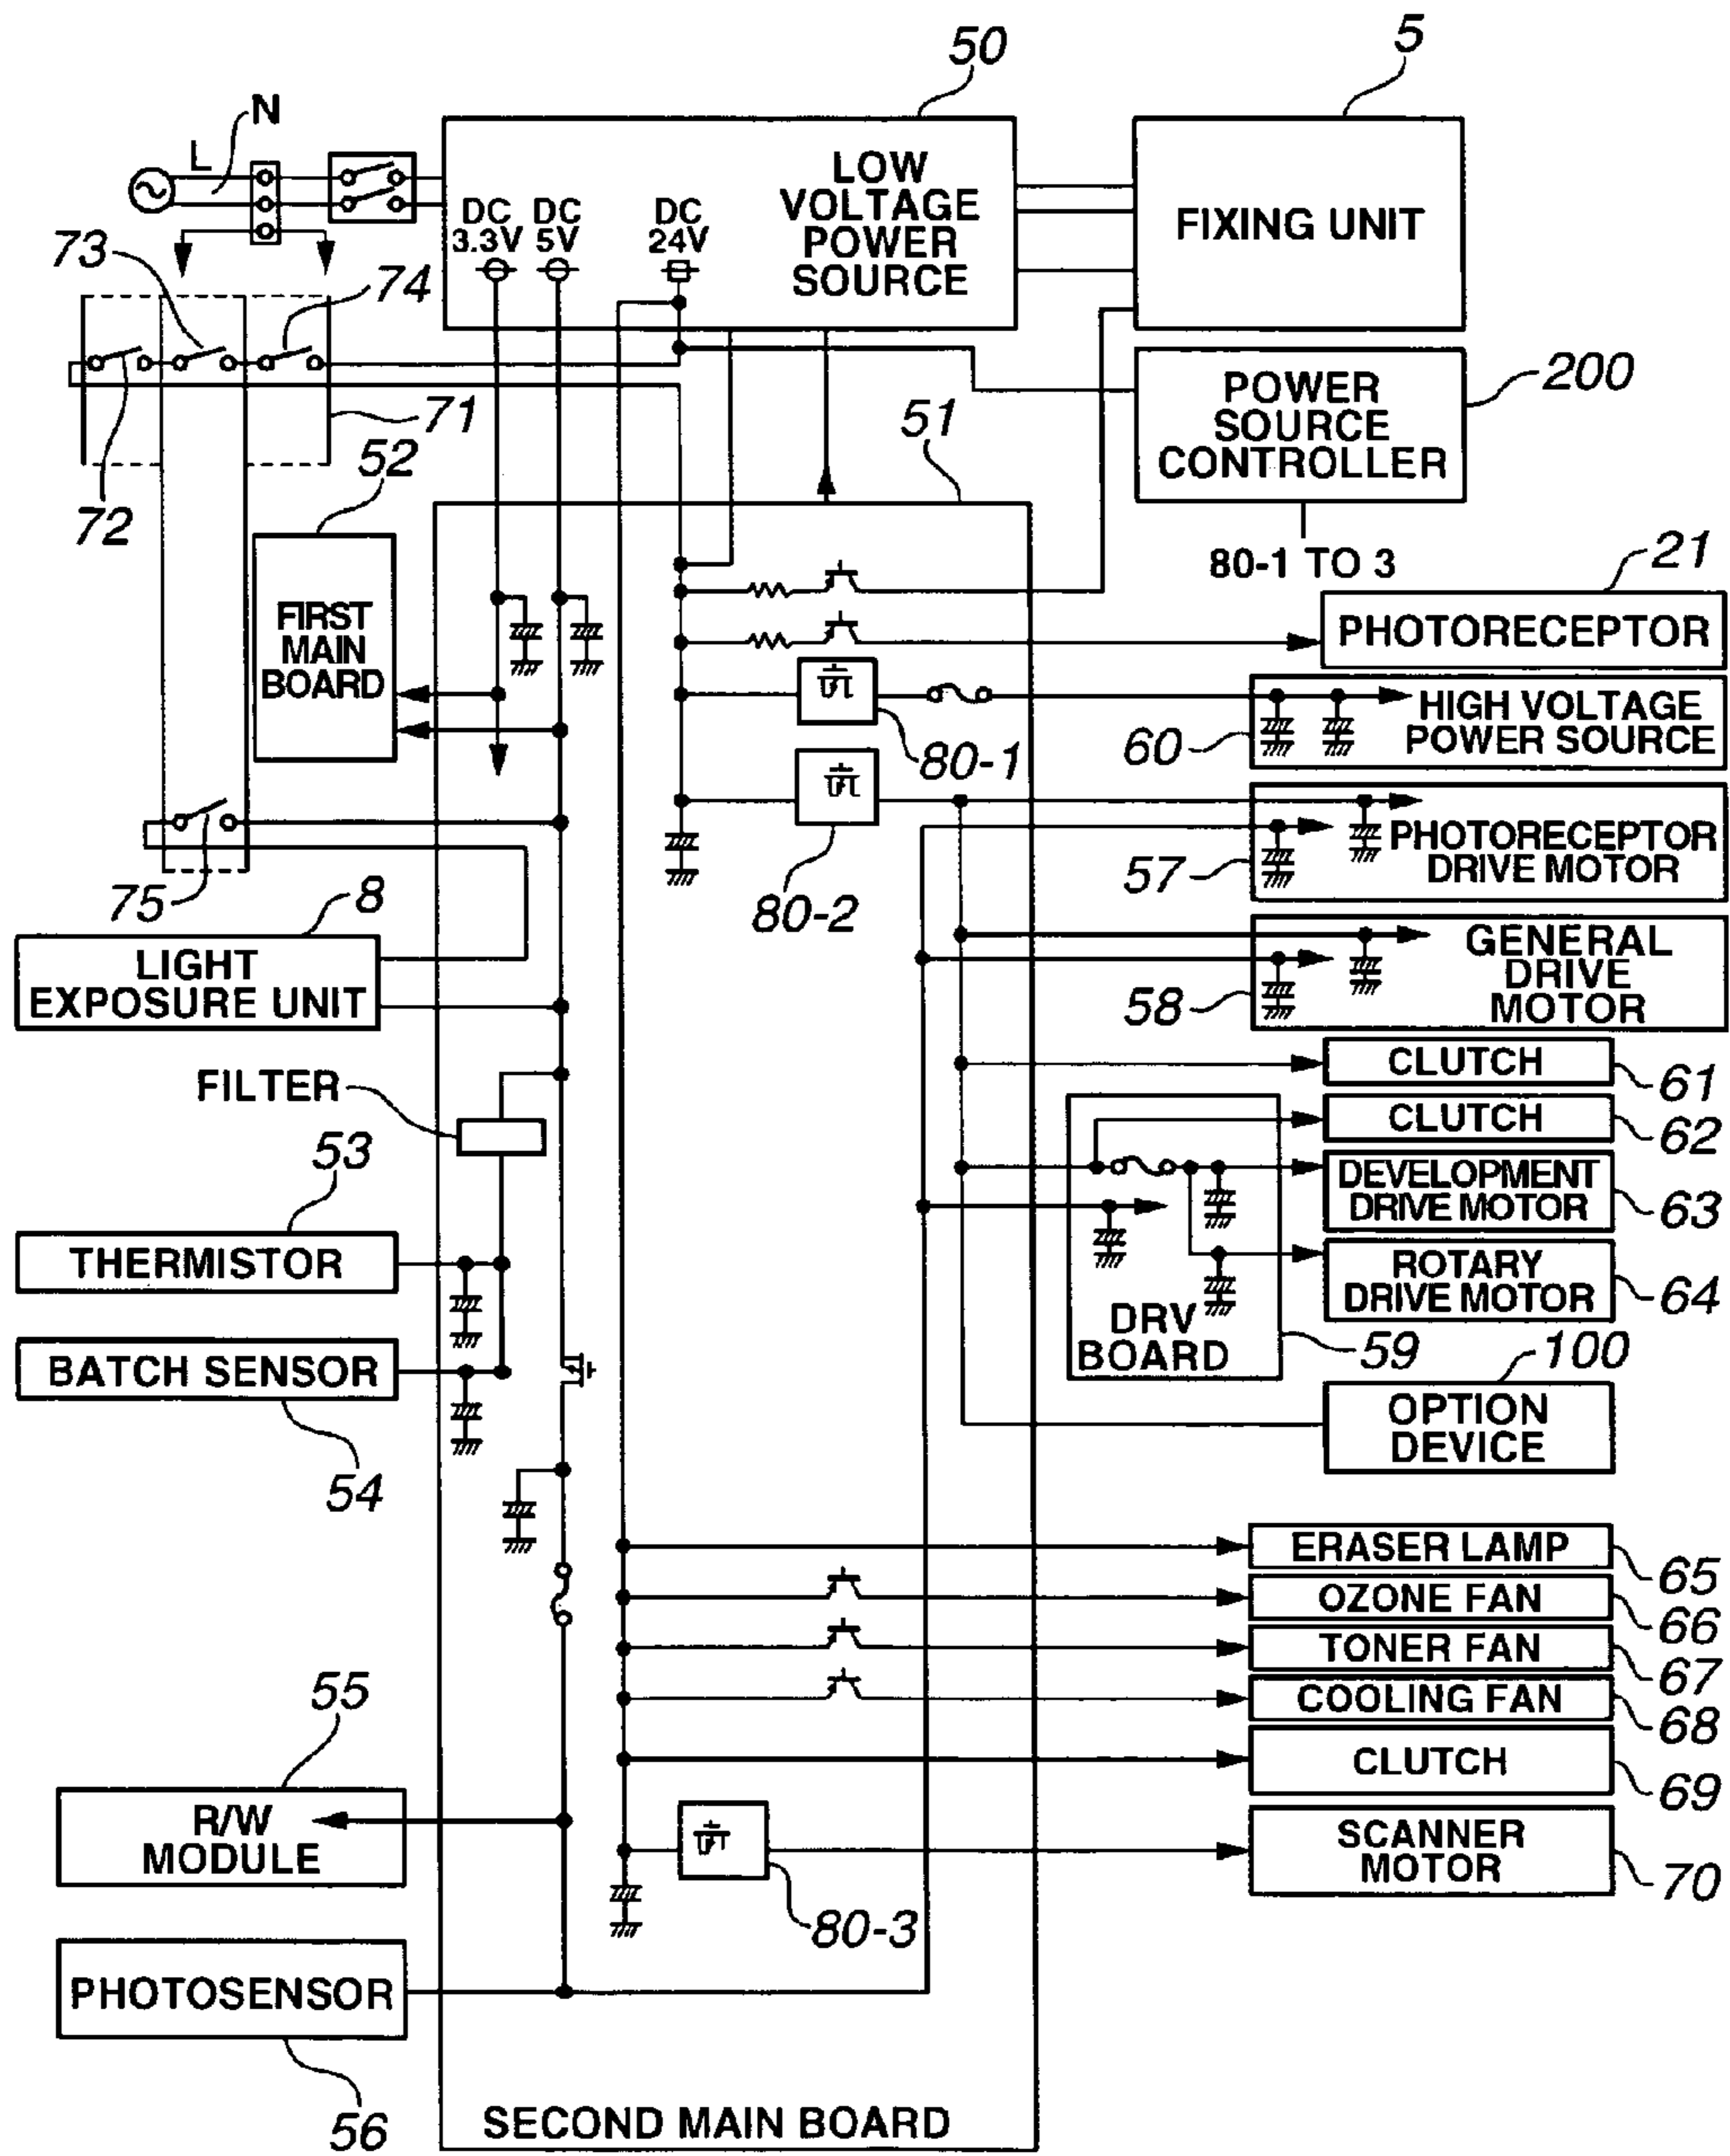 50
5
N
L
LOW
VOLTAGE
POWER
SOURCE
DC
3.3V
DC
5V
DC
24V
FIXING UNIT
73
74
200
POWER
SOURCE
CONTROLLER
71
51
52
72
80-1 TO 3
21
FIRST
MAIN
BOARD
PHOTORECEPTOR
HIGH VOLTAGE
POWER SOURCE
60
80-1
PHOTORECEPTOR
DRIVE MOTOR
57
75
8
80-2
LIGHT
EXPOSURE UNIT
GENERAL
DRIVE
MOTOR
58
CLUTCH
61
FILTER
CLUTCH
62
53
DEVELOPMENT
DRIVE MOTOR
63
THERMISTOR
ROTARY
DRIVE MOTOR
64
DRV
BOARD
59
100
BATCH SENSOR
OPTION
DEVICE
54
ERASER LAMP
65
OZONE FAN
66
TONER FAN
67
55
COOLING FAN
68
CLUTCH
69
R/W
MODULE
SCANNER
MOTOR
70
80-3
PHOTOSENSOR
56
SECOND MAIN BOARD